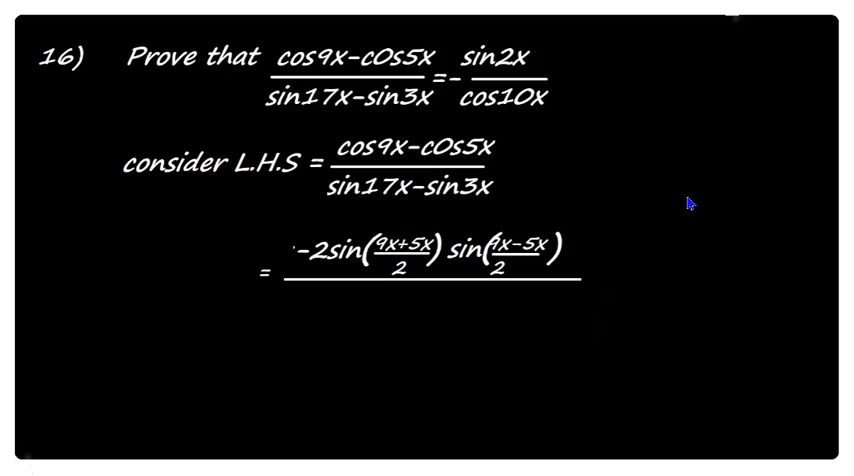 16) Prove that cos9x-cos5x/sin17x-sin3x = - sin2x/cos10x
consider L.H.S = cos9x-cos5x/sin17x-sin3x
= -2sin(9x+5x/2) sin(9x-5x/2)